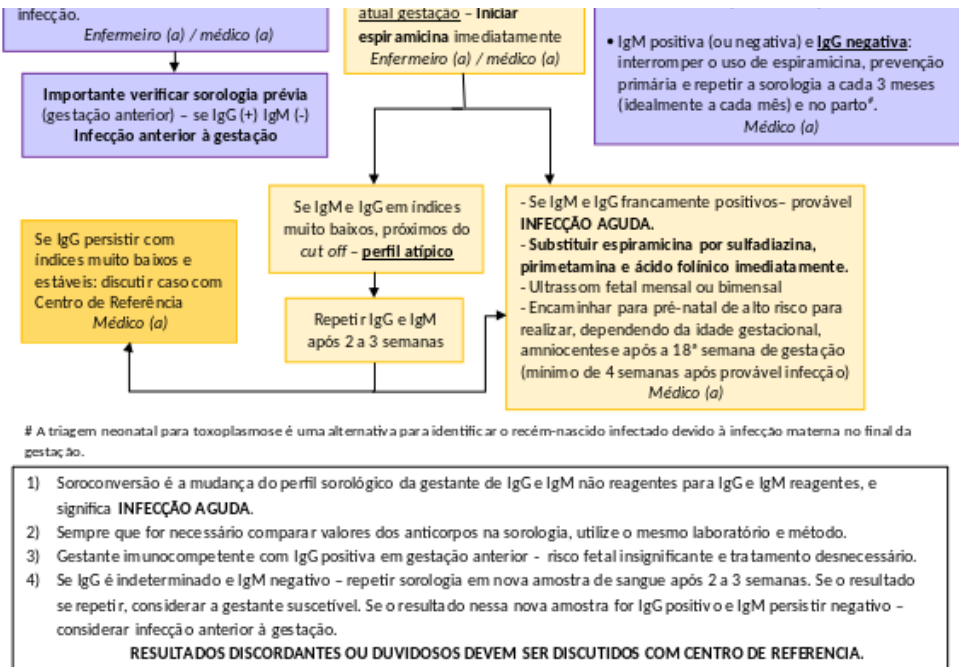 infecção.
Enfermeiro (a) / médico (a)
Importante verificar sorologia prévia
(gestação anterior) – se IgG (+) IgM (-)
Infecção anterior à gestação
atual gestação – Iniciar
espiramicina imediatamente
Enfermeiro (a) / médico (a)
• IgM positiva (ou negativa) e IgG negativa:
interromper o uso de espiramicina, prevenção
primária e repetir a sorologia a cada 3 meses
(idealmente a cada mês) e no parto#.
Médico (a)
Se IgG persistir com
índices muito baixos e
estáveis: discutir caso com
Centro de Referência
Médico (a)
Se IgM e IgG em índices
muito baixos, próximos do
cut off – perfil atípico
Repetir IgG e IgM
após 2 a 3 semanas
- Se IgM e IgG francamente positivos– provável
INFECÇÃO AGUDA.
- Substituir espiramicina por sulfadiazina,
pirimetamina e ácido folínico imediatamente.
- Ultrassom fetal mensal ou bimensal
- Encaminhar para pré-natal de alto risco para
realizar, dependendo da idade gestacional,
amniocentese após a 18ª semana de gestação
(mínimo de 4 semanas após provável infecção)
Médico (a)
# A triagem neonatal para toxoplasmose é uma alternativa para identificar o recém-nascido infectado devido à infecção materna no final da
gestação.
1) Soroconversão é a mudança do perfil sorológico da gestante de IgG e IgM não reagentes para IgG e IgM reagentes, e
significa INFECÇÃO AGUDA.
2) Sempre que for necessário comparar valores dos anticorpos na sorologia, utilize o mesmo laboratório e método.
3) Gestante imunocompetente com IgG positiva em gestação anterior - risco fetal insignificante e tratamento desnecessário.
4) Se IgG é indeterminado e IgM negativo – repetir sorologia em nova amostra de sangue após 2 a 3 semanas. Se o resultado
se repetir, considerar a gestante suscetível. Se o resultado nessa nova amostra for IgG positivo e IgM persistir negativo –
considerar infecção anterior à gestação.
RESULTADOS DISCORDANTES OU DUVIDOSOS DEVEM SER DISCUTIDOS COM CENTRO DE REFERENCIA.